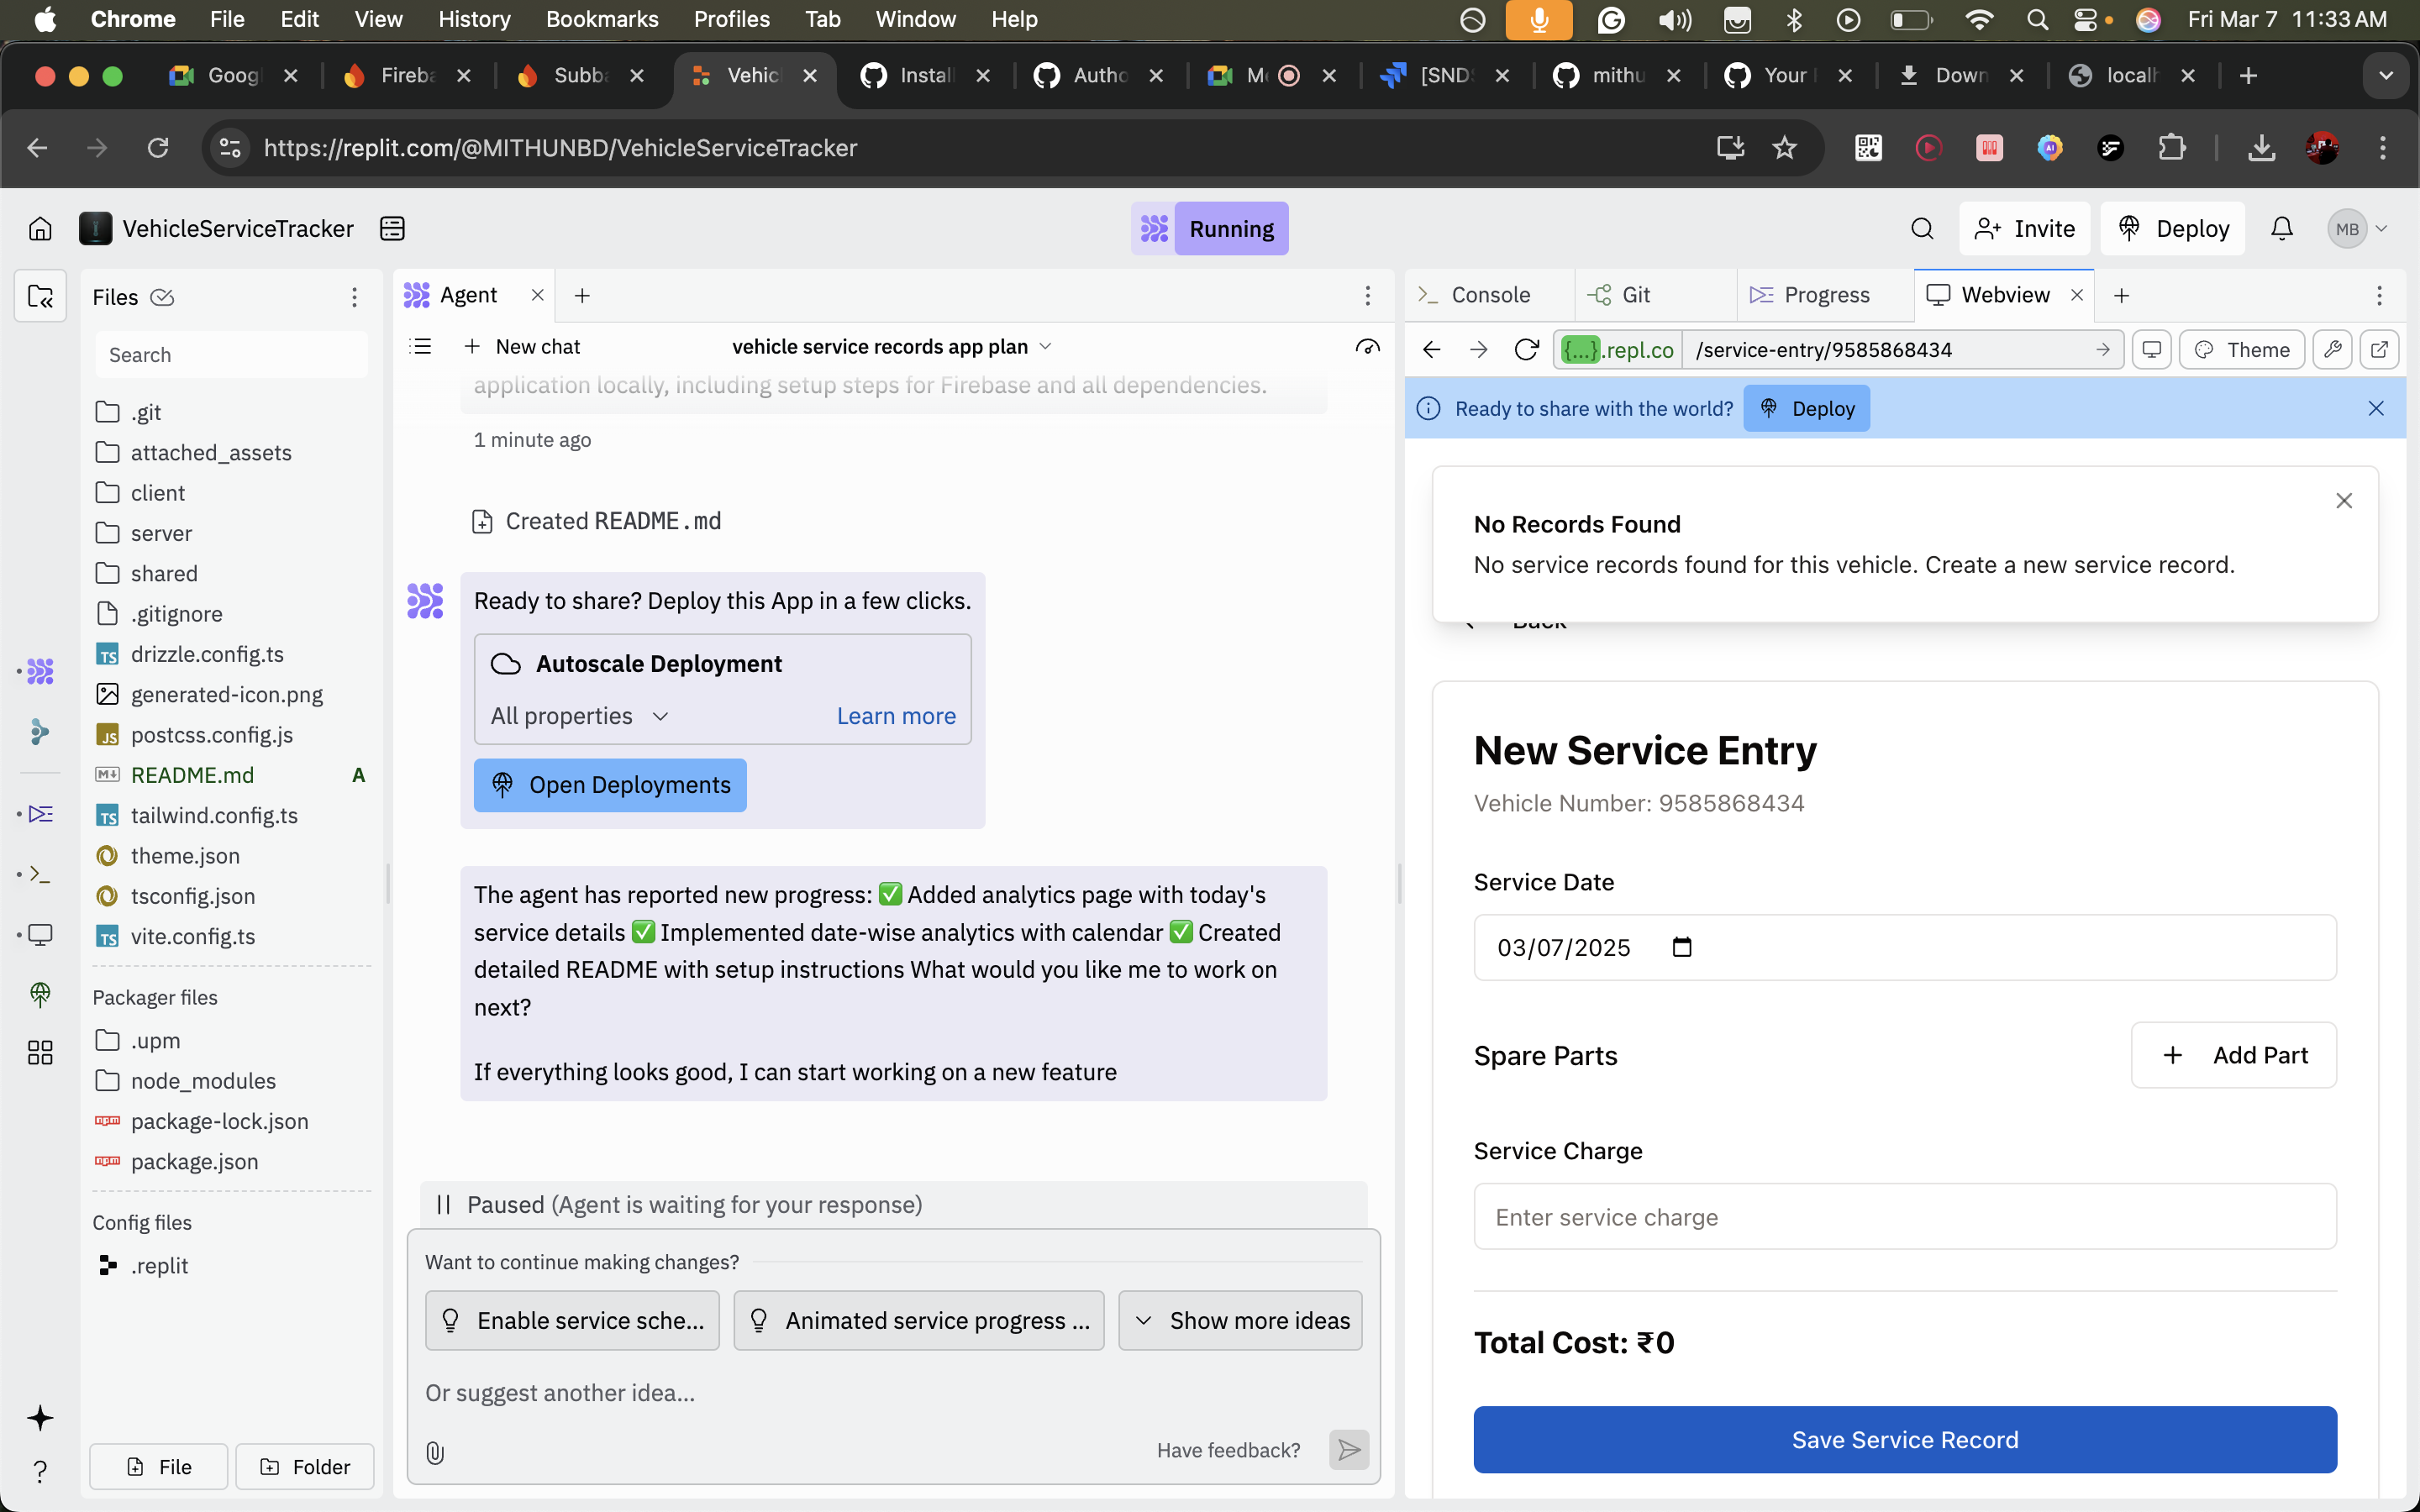 Chrome File Edit View History Bookmarks Profiles Tab Window Help Fri Mar 7 11:33 AM
Goog Fireba Subba Vehic Install Autho Me [SND mithu Your Down localh
https://replit.com/@MITHUNBD/VehicleServiceTracker
VehicleServiceTracker
Running
Invite
Deploy
MB
Files
Search
.git
attached_assets
client
server
shared
.gitignore
TS drizzle.config.ts
generated-icon.png
JS postcss.config.js
README.md A
TS tailwind.config.ts
theme.json
tsconfig.json
TS vite.config.ts
Packager files
.upm
node_modules
npm package-lock.json
npm package.json
Config files
.replit
File
Folder
Agent
New chat
vehicle service records app plan
application locally, including setup steps for Firebase and all dependencies.
1 minute ago
Created README.md
Ready to share? Deploy this App in a few clicks.
Autoscale Deployment
All properties
Learn more
Open Deployments
The agent has reported new progress: ✅ Added analytics page with today's
service details ✅ Implemented date-wise analytics with calendar ✅ Created
detailed README with setup instructions What would you like me to work on
next?
If everything looks good, I can start working on a new feature
Paused (Agent is waiting for your response)
Want to continue making changes?
Enable service sche...
Animated service progress ...
Show more ideas
Or suggest another idea...
Have feedback?
Console
Git
Progress
Webview
{...}.repl.co /service-entry/9585868434
Theme
Ready to share with the world?
Deploy
No Records Found
No service records found for this vehicle. Create a new service record.
Back
New Service Entry
Vehicle Number: 9585868434
Service Date
03/07/2025
Spare Parts
+ Add Part
Service Charge
Enter service charge
Total Cost: ₹0
Save Service Record